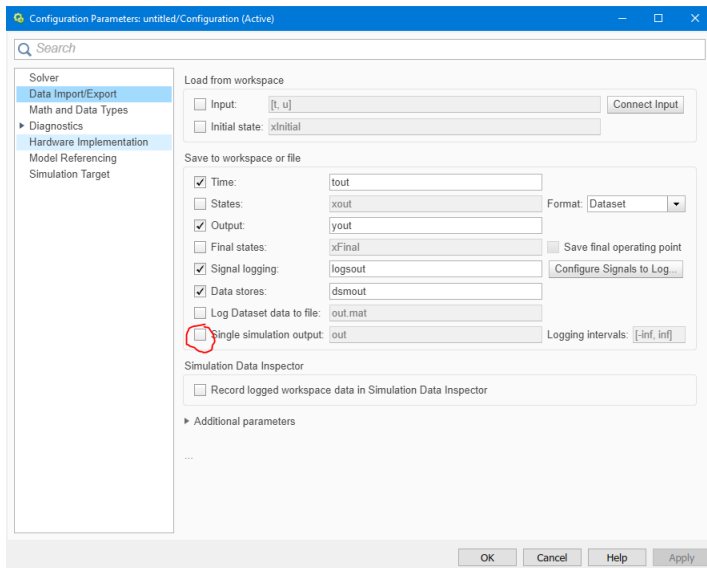 Configuration Parameters: untitled/Configuration (Active)
Search
Solver
Data Import/Export
Math and Data Types
Diagnostics
Hardware Implementation
Model Referencing
Simulation Target
Load from workspace
Input: [t, u] Connect Input
Initial state: xInitial
Save to workspace or file
Time: tout
States: xout Format: Dataset
Output: yout
Final states: xFinal Save final operating point
Signal logging: logsout Configure Signals to Log...
Data stores: dsmout
Log Dataset data to file: out.mat
Single simulation output: out Logging intervals: [-inf, inf]
Simulation Data Inspector
Record logged workspace data in Simulation Data Inspector
Additional parameters
...
OK Cancel Help Apply